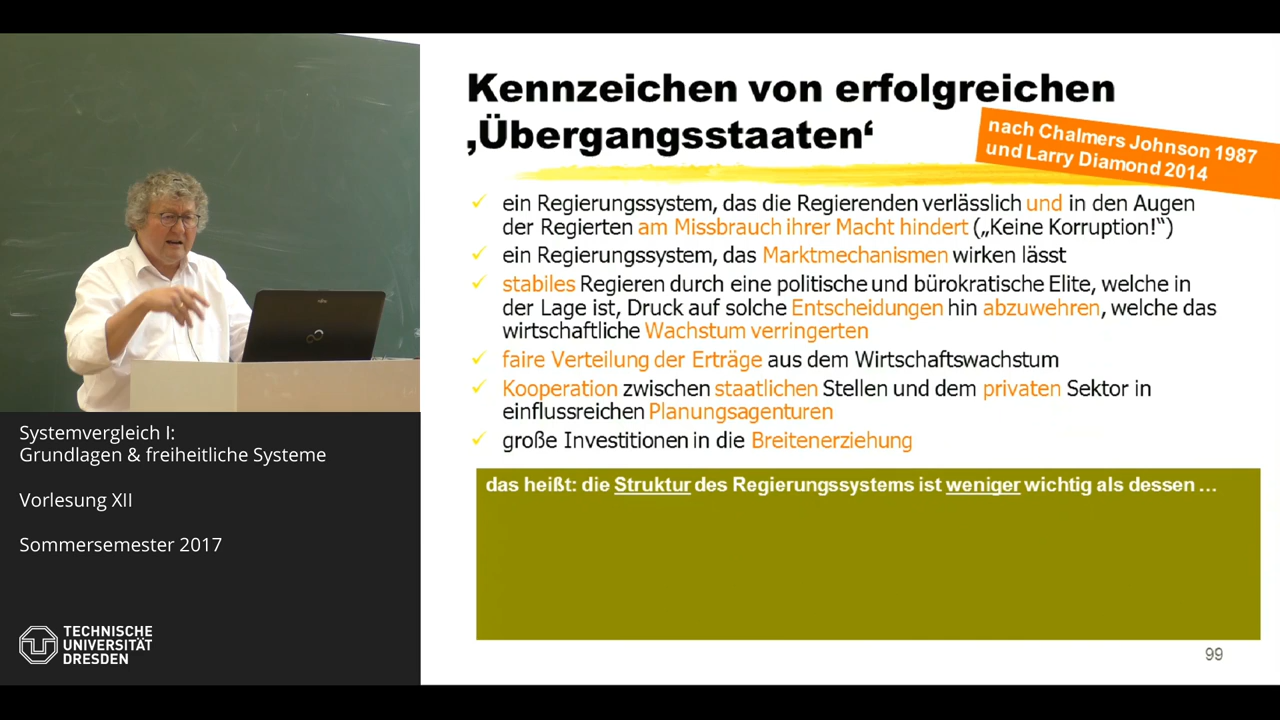 Kennzeichen von erfolgreichen
‚Übergangsstaaten‘
nach Chalmers Johnson 1987
und Larry Diamond 2014
ein Regierungssystem, das die Regierenden verlässlich und in den Augen
der Regierten am Missbrauch ihrer Macht hindert („Keine Korruption!“)
ein Regierungssystem, das Marktmechanismen wirken lässt
stabiles Regieren durch eine politische und bürokratische Elite, welche in
der Lage ist, Druck auf solche Entscheidungen hin abzuwehren, welche das
wirtschaftliche Wachstum verringerten
faire Verteilung der Erträge aus dem Wirtschaftswachstum
Kooperation zwischen staatlichen Stellen und dem privaten Sektor in
einflussreichen Planungsagenturen
große Investitionen in die Breitenerziehung
das heißt: die Struktur des Regierungssystems ist weniger wichtig als dessen …
99
Systemvergleich I:
Grundlagen & freiheitliche Systeme
Vorlesung XII
Sommersemester 2017
TECHNISCHE
UNIVERSITÄT
DRESDEN